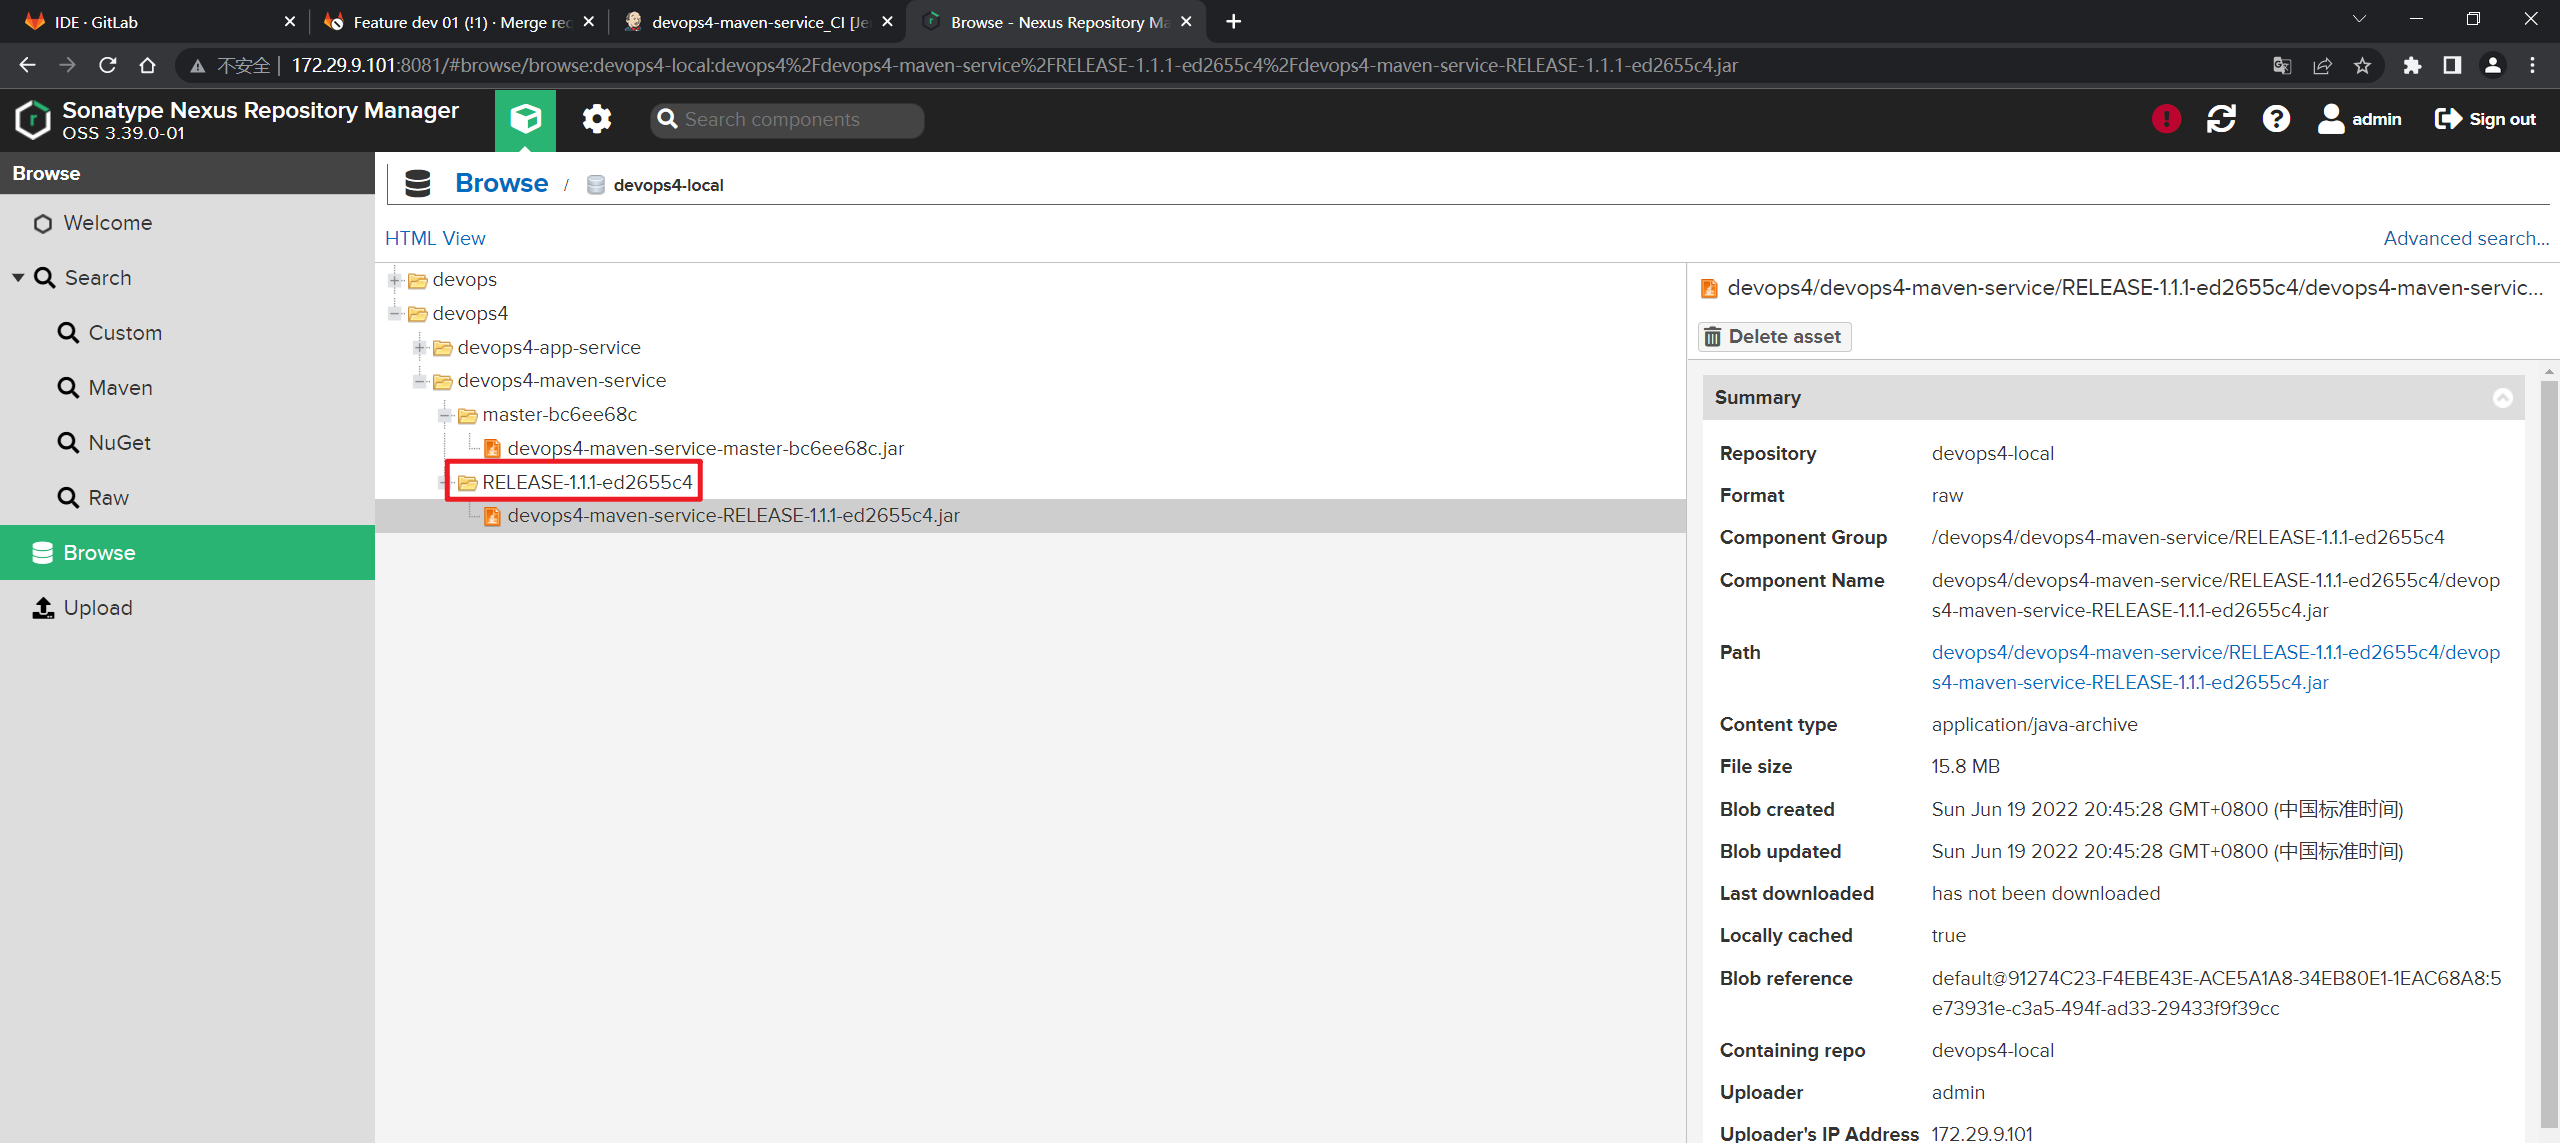 IDE · GitLab
Feature dev 01 (!1) · Merge rec
devops4-maven-service_CI [Je
Browse - Nexus Repository Ma
不安全
172.29.9.101:8081/#browse/browse:devops4-local:devops4%2Fdevops4-maven-service%2FRELEASE-1.1.1-ed2655c4%2Fdevops4-maven-service-RELEASE-1.1.1-ed2655c4.jar
Sonatype Nexus Repository Manager
OSS 3.39.0-01
Search components
admin
Sign out
Browse
Welcome
Search
Custom
Maven
NuGet
Raw
Browse
Upload
Browse / devops4-local
HTML View
Advanced search...
devops
devops4
devops4-app-service
devops4-maven-service
master-bc6ee68c
devops4-maven-service-master-bc6ee68c.jar
RELEASE-1.1.1-ed2655c4
devops4-maven-service-RELEASE-1.1.1-ed2655c4.jar
devops4/devops4-maven-service/RELEASE-1.1.1-ed2655c4/devops4-maven-servic...
Delete asset
Summary
Repository devops4-local
Format raw
Component Group /devops4/devops4-maven-service/RELEASE-1.1.1-ed2655c4
Component Name devops4/devops4-maven-service/RELEASE-1.1.1-ed2655c4/devop
s4-maven-service-RELEASE-1.1.1-ed2655c4.jar
Path devops4/devops4-maven-service/RELEASE-1.1.1-ed2655c4/devop
s4-maven-service-RELEASE-1.1.1-ed2655c4.jar
Content type application/java-archive
File size 15.8 MB
Blob created Sun Jun 19 2022 20:45:28 GMT+0800 (中国标准时间)
Blob updated Sun Jun 19 2022 20:45:28 GMT+0800 (中国标准时间)
Last downloaded has not been downloaded
Locally cached true
Blob reference default@91274C23-F4EBE43E-ACE5A1A8-34EB80E1-1EAC68A8:5
e73931e-c3a5-494f-ad33-29433f9f39cc
Containing repo devops4-local
Uploader admin
Uploader's IP Address 172.29.9.101